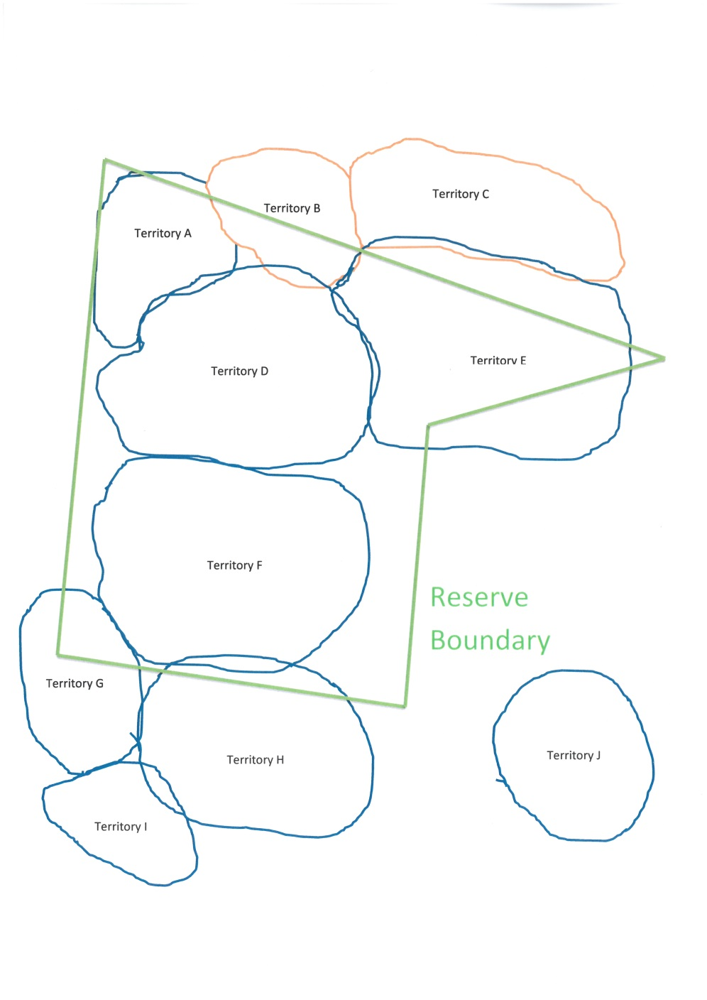 Territory C
Territory B
Territory A
Territory E
Territory D
Territory F
Reserve
Boundary
Territory G
Territory H
Territory J
Territory I